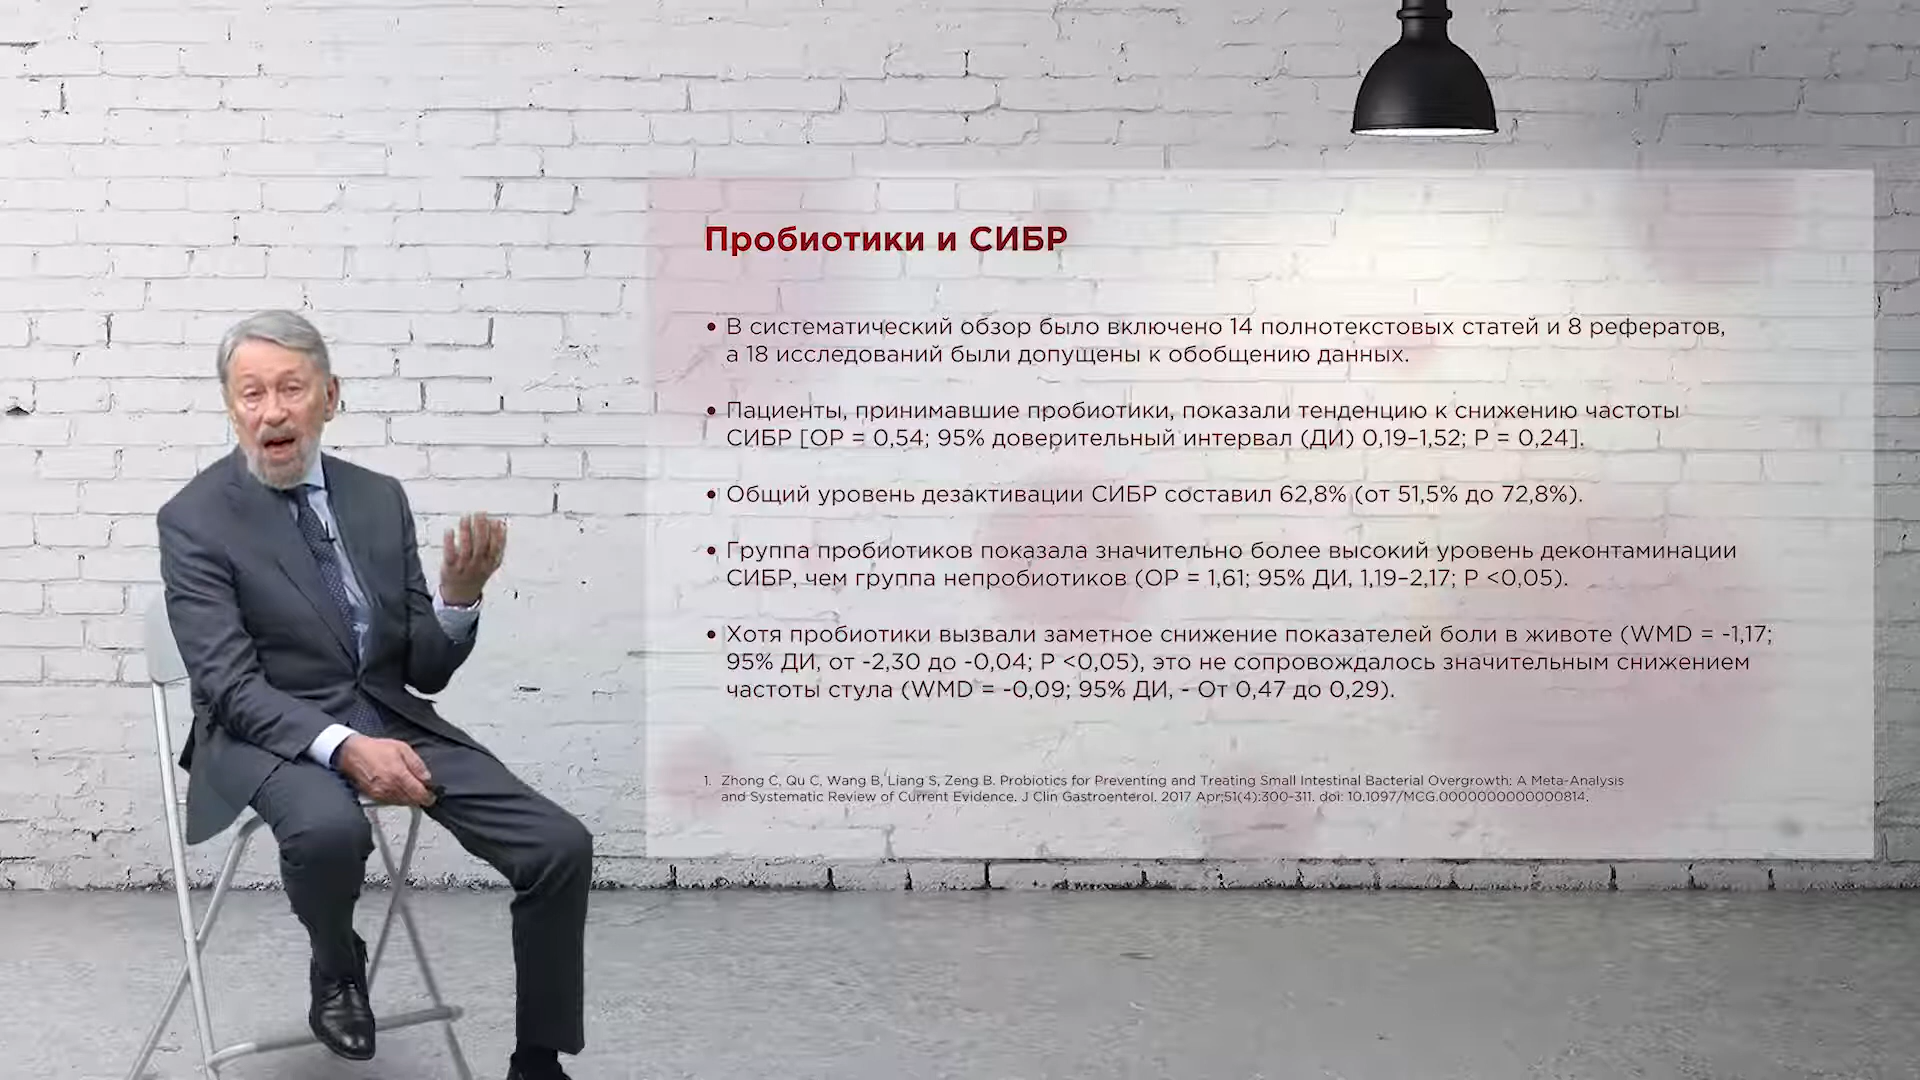 Пробиотики и СИБР
• В систематический обзор было включено 14 полнотекстовых статей и 8 рефератов,
а 18 исследований были допущены к обобщению данных.
• Пациенты, принимавшие пробиотики, показали тенденцию к снижению частоты
СИБР [ОР = 0,54; 95% доверительный интервал (ДИ) 0,19–1,52; P = 0,24].
• Общий уровень дезактивации СИБР составил 62,8% (от 51,5% до 72,8%).
• Группа пробиотиков показала значительно более высокий уровень деконтаминации
СИБР, чем группа непробиотиков (ОР = 1,61; 95% ДИ, 1,19–2,17; P <0,05).
• Хотя пробиотики вызвали заметное снижение показателей боли в животе (WMD = -1,17;
95% ДИ, от -2,30 до -0,04; P <0,05), это не сопровождалось значительным снижением
частоты стула (WMD = -0,09; 95% ДИ, - От 0,47 до 0,29).
1. Zhong C, Qu C, Wang B, Liang S, Zeng B. Probiotics for Preventing and Treating Small Intestinal Bacterial Overgrowth: A Meta-Analysis
and Systematic Review of Current Evidence. J Clin Gastroenterol. 2017 Apr;51(4):300-311. doi: 10.1097/MCG.0000000000000814.